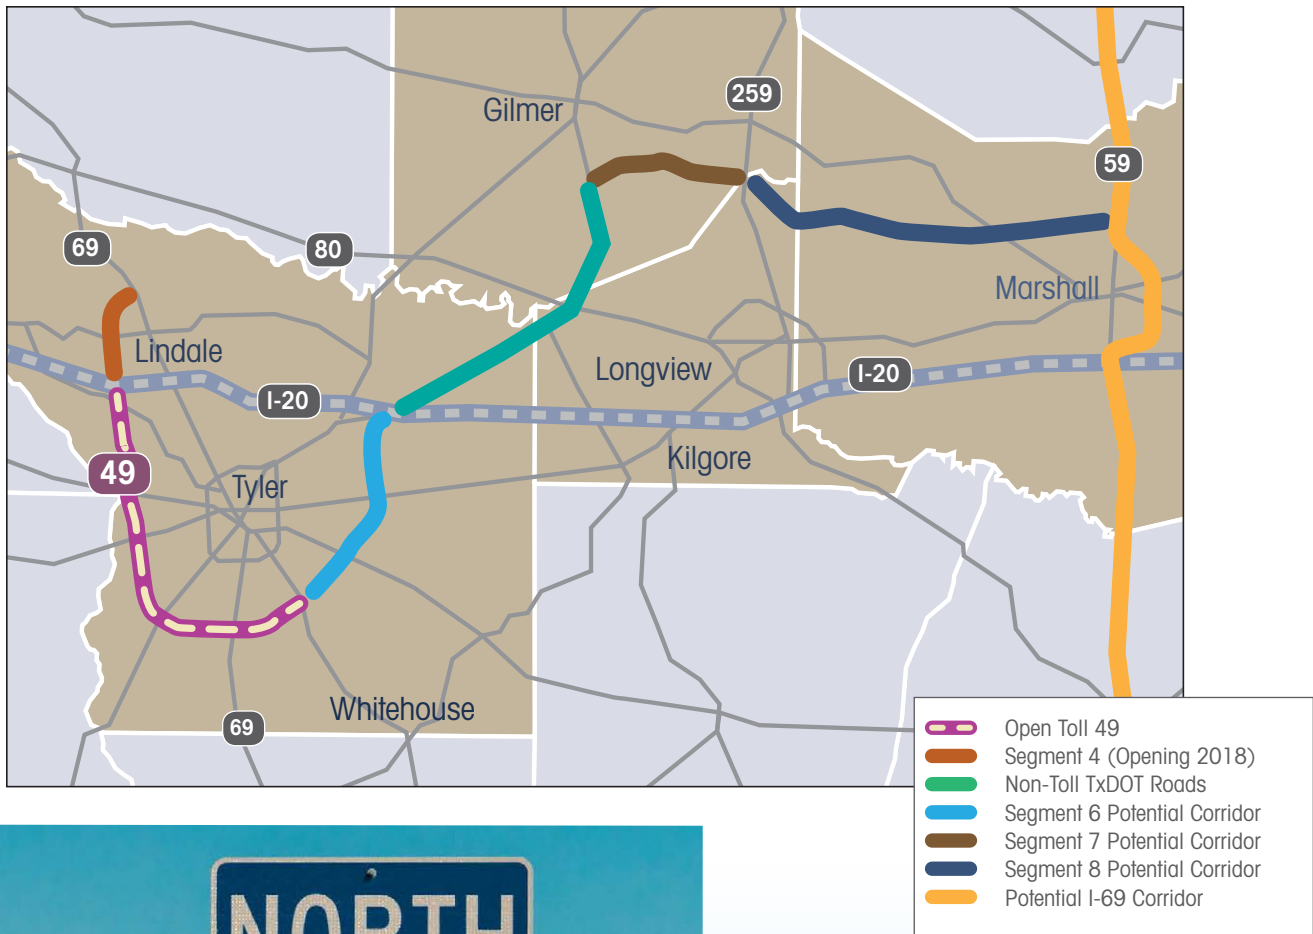 Gilmer
259
59
69
80
Marshall
Lindale
Longview
I-20
I-20
Kilgore
49
Tyler
Whitehouse
69
Open Toll 49
Segment 4 (Opening 2018)
Non-Toll TxDOT Roads
Segment 6 Potential Corridor
Segment 7 Potential Corridor
Segment 8 Potential Corridor
Potential I-69 Corridor
NORTH